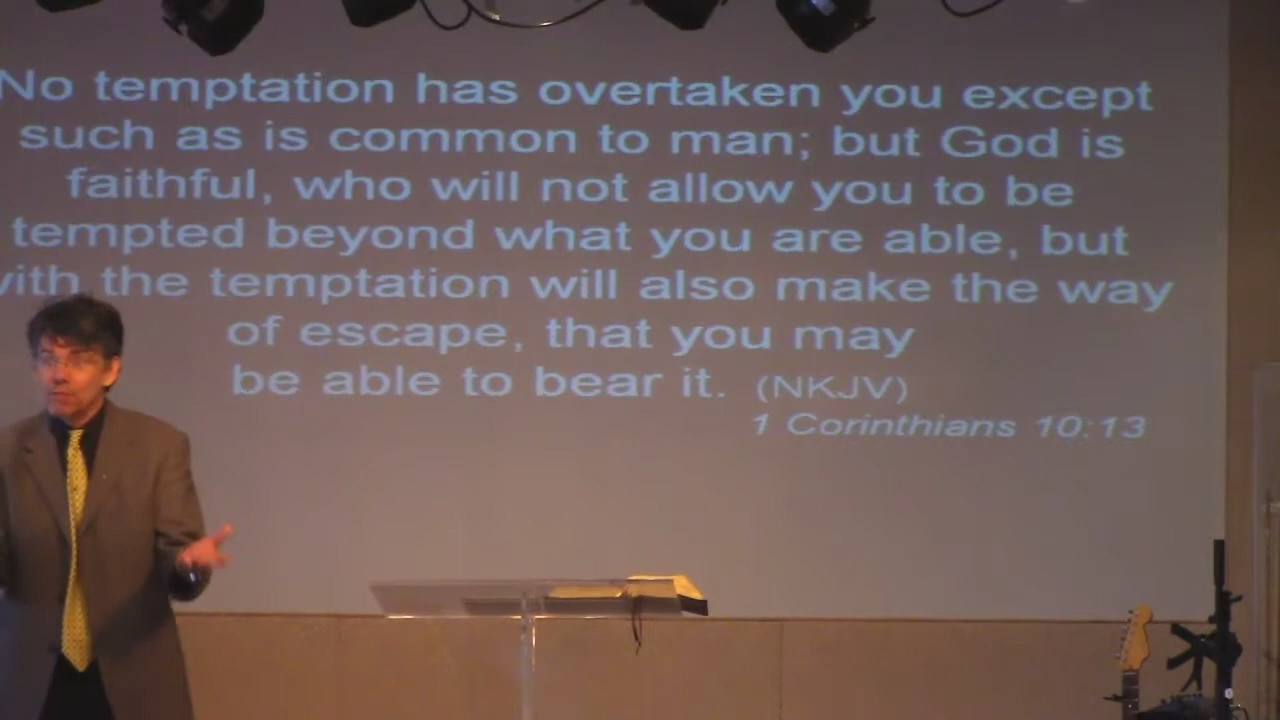 No temptation has overtaken you except
such as is common to man; but God is
faithful, who will not allow you to be
tempted beyond what you are able, but
with the temptation will also make the way
of escape, that you may
be able to bear it. (NKJV)
1 Corinthians 10:13